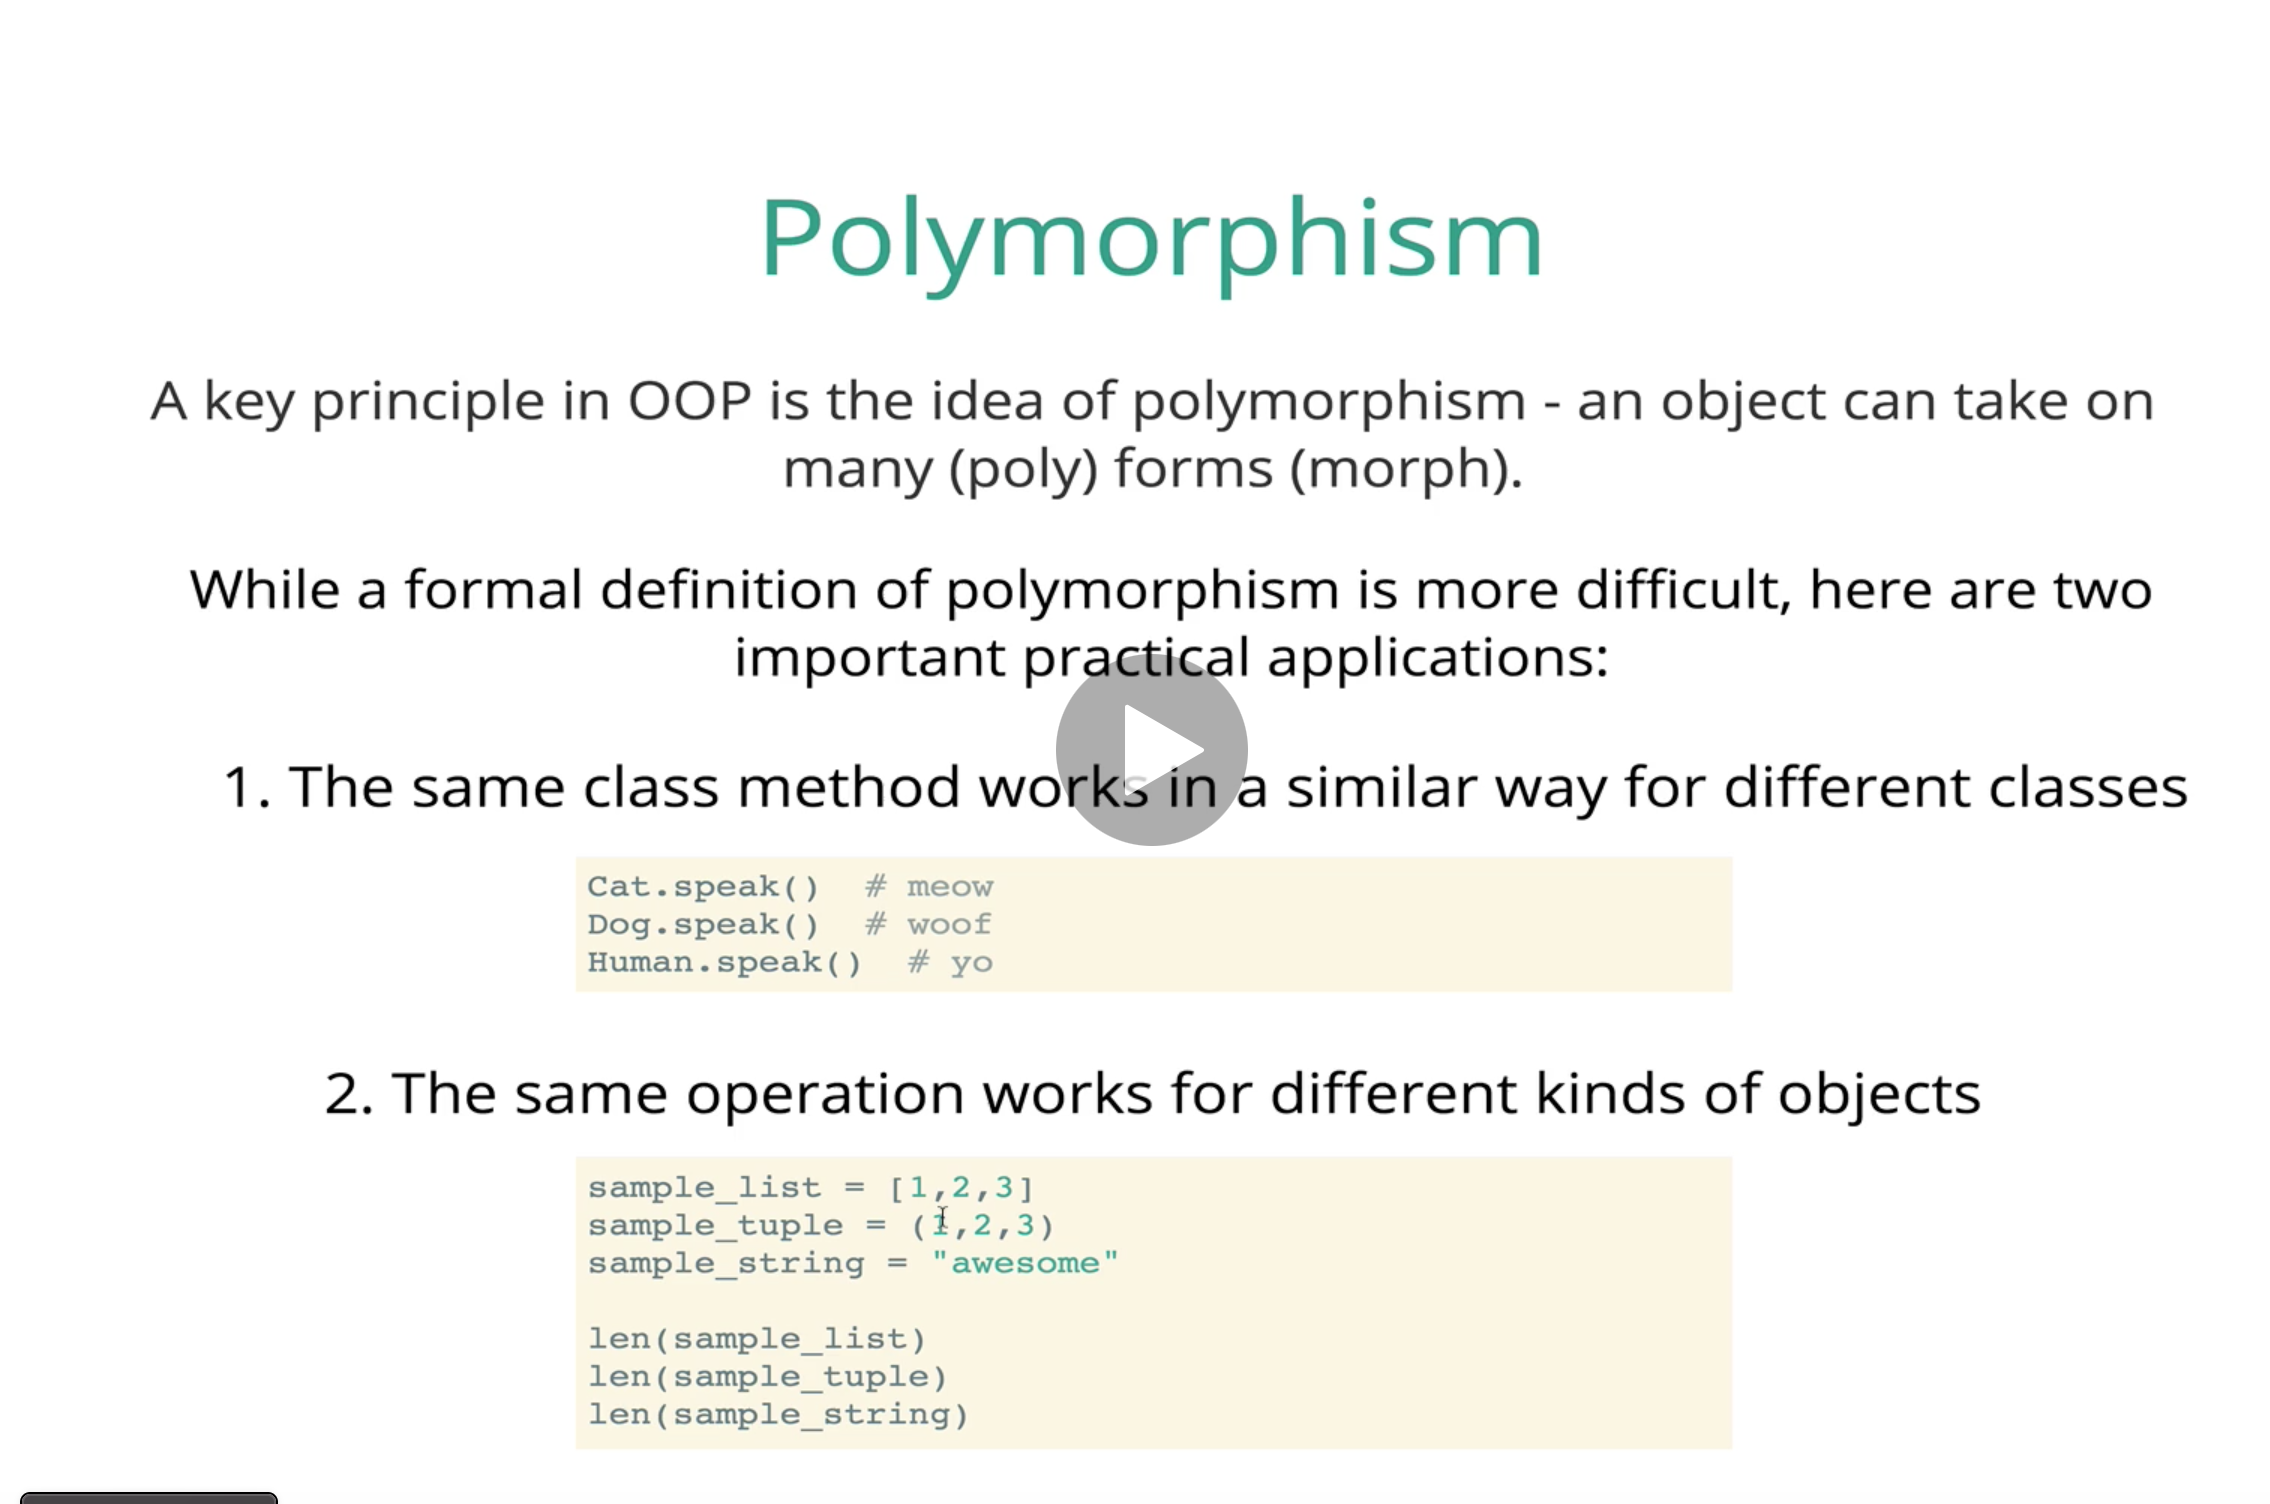 Polymorphism
A key principle in OOP is the idea of polymorphism - an object can take on
many (poly) forms (morph).
While a formal definition of polymorphism is more difficult, here are two
important practical applications:
1. The same class method works in a similar way for different classes
Cat.speak()  # meow
Dog.speak()  # woof
Human.speak()  # yo
2. The same operation works for different kinds of objects
sample_list = [1,2,3]
sample_tuple = (1,2,3)
sample_string = "awesome"
len(sample_list)
len(sample_tuple)
len(sample_string)